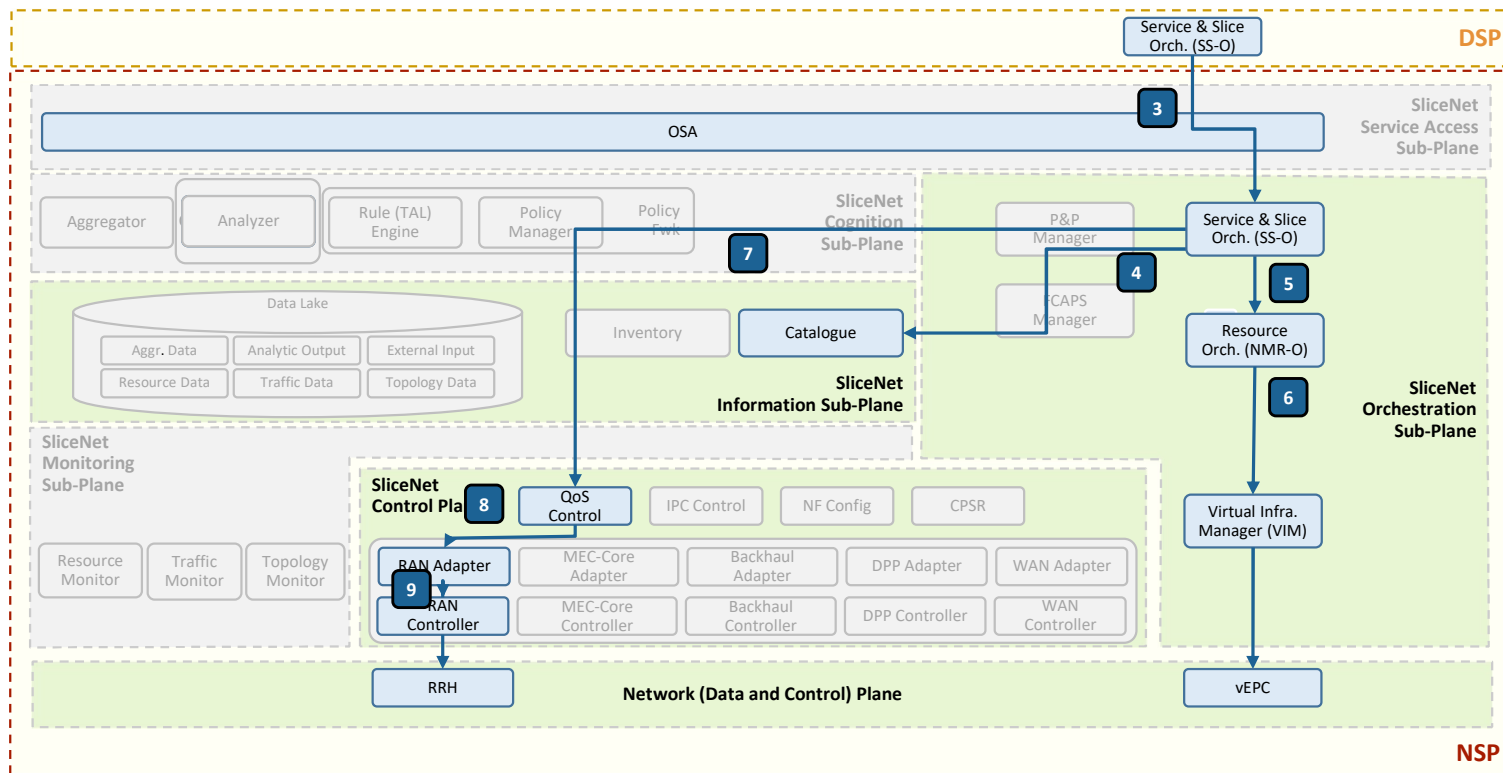 Service & Slice
Orch. (SS-O)
DSP
3
SliceNet
Service Access
Sub-Plane
OSA
Aggregator
Analyzer
Rule (TAL)
Engine
Policy
Manager
Policy
Fwk
SliceNet
Cognition
Sub-Plane
7
P&P
Manager
Service & Slice
Orch. (SS-O)
4
5
FCAPS
Manager
Data Lake
Aggr. Data
Analytic Output
External Input
Resource Data
Traffic Data
Topology Data
Inventory
Catalogue
SliceNet
Information Sub-Plane
Resource
Orch. (NMR-O)
6
SliceNet
Orchestration
Sub-Plane
SliceNet
Monitoring
Sub-Plane
Resource
Monitor
Traffic
Monitor
Topology
Monitor
SliceNet
Control Pla
8
QoS
Control
IPC Control
NF Config
CPSR
Virtual Infra.
Manager (VIM)
RAN Adapter
MEC-Core
Adapter
Backhaul
Adapter
DPP Adapter
WAN Adapter
9
RAN
Controller
MEC-Core
Controller
Backhaul
Controller
DPP Controller
WAN
Controller
RRH
Network (Data and Control) Plane
vEPC
NSP